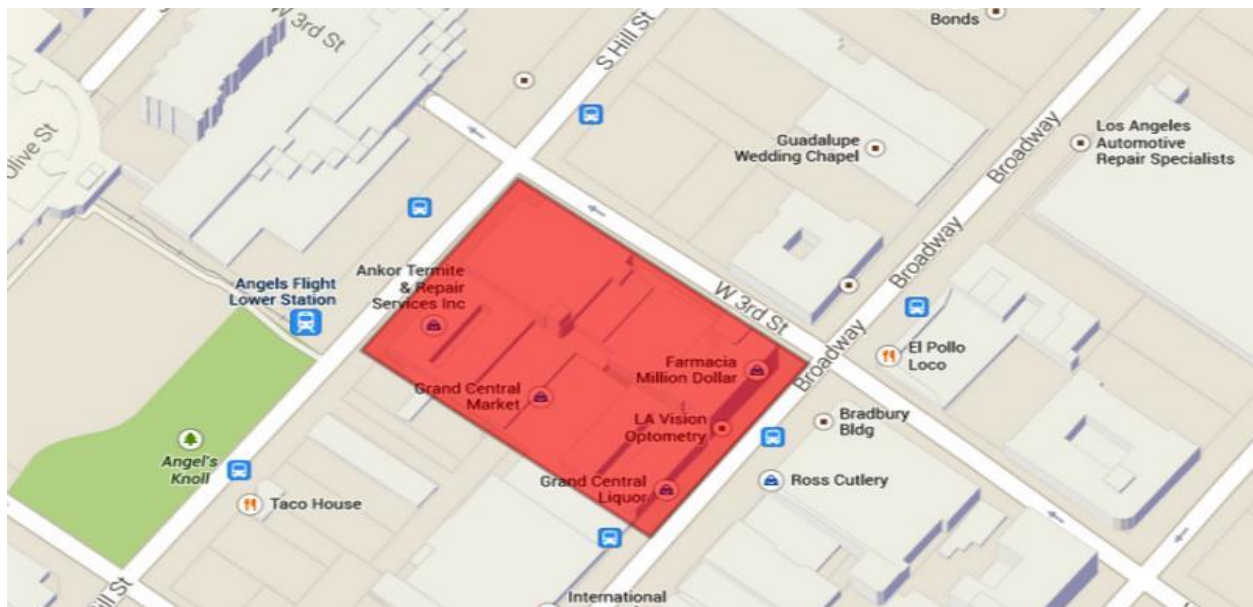 W 3rd St
S Hill St
Bonds
Olive St
Guadalupe
Wedding Chapel
Broadway
Los Angeles
Automotive
Repair Specialists
Broadway
Angels Flight
Lower Station
Ankor Termite
& Repair
Services Inc
W 3rd St
Broadway
El Pollo
Loco
Farmacia
Million Dollar
Grand Central
Market
LA Vision
Optometry
Bradbury
Bldg
Angel's
Knoll
Taco House
Grand Central
Liquor
Ross Cutlery
Hill St
International